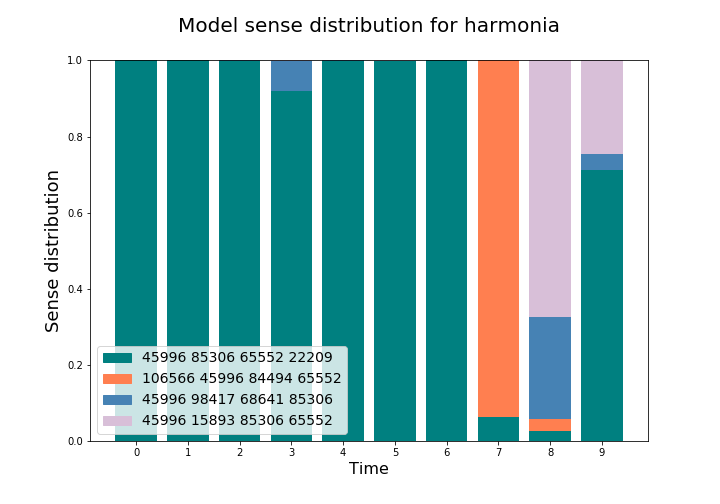 Model sense distribution for harmonia
1.0
0.8
0.6
0.4
0.2
0.0
Sense distribution
45996 85306 65552 22209
106566 45996 84494 65552
45996 98417 68641 85306
45996 15893 85306 65552
0 1 2 3 4 5 6 7 8 9
Time